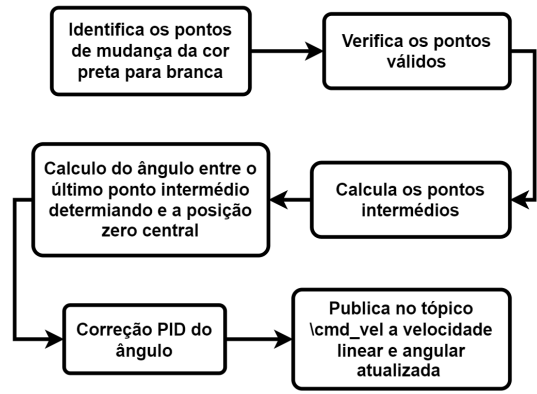 Identifica os pontos
de mudança da cor
preta para branca
Verifica os pontos
válidos
Calcula os pontos
intermédios
Calculo do ângulo entre o
último ponto intermédio
determiando e a posição
zero central
Correção PID do
ângulo
Publica no tópico
\cmd_vel a velocidade
linear e angular
atualizada